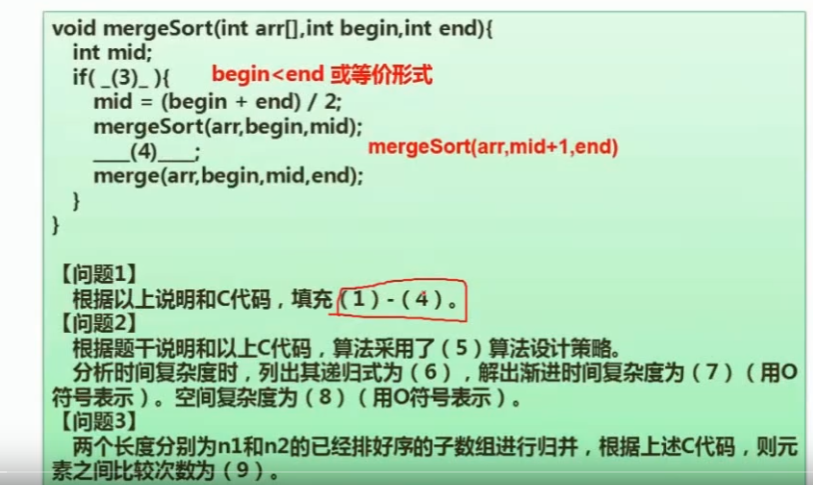 void mergeSort(int arr[],int begin,int end){
int mid;
if( _(3)_ ){ begin<end 或等价形式
mid = (begin + end) / 2;
mergeSort(arr,begin,mid);
____(4)____; mergeSort(arr,mid+1,end)
merge(arr,begin,mid,end);
}
}
【问题1】
根据以上说明和C代码，填充（1）-（4）。
【问题2】
根据题干说明和以上C代码，算法采用了（5）算法设计策略。
分析时间复杂度时，列出其递归式为（6），解出渐进时间复杂度为（7）（用O
符号表示）。空间复杂度为（8）（用O符号表示）。
【问题3】
两个长度分别为n1和n2的已经排好序的子数组进行归并，根据上述C代码，则元
素之间比较次数为（9）。